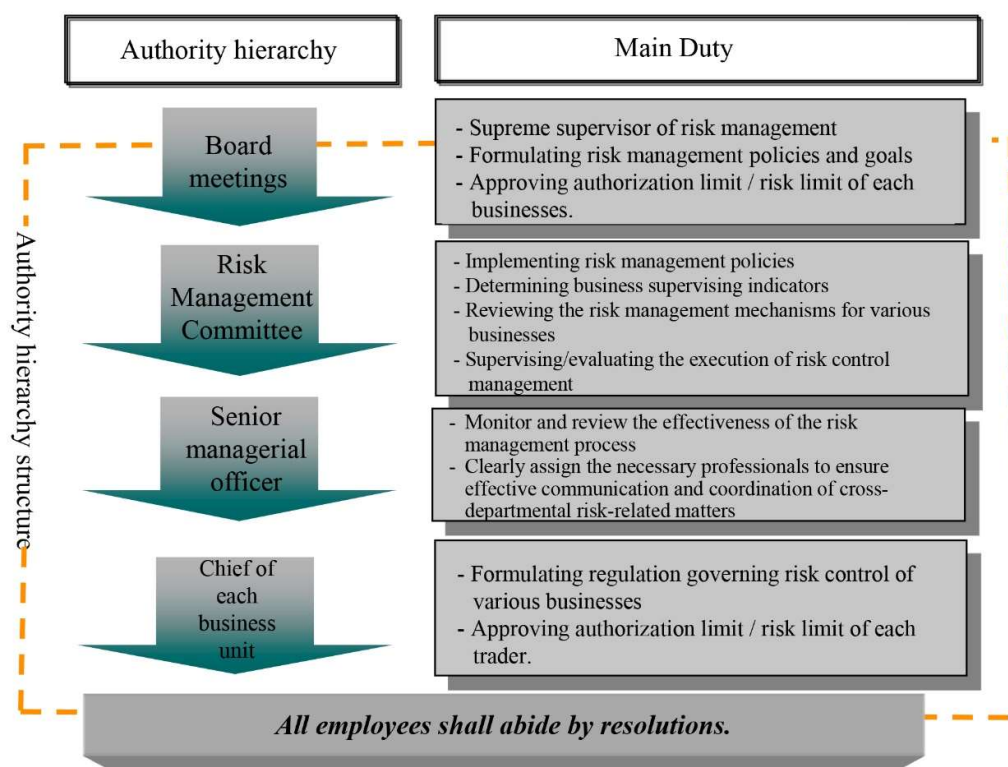 Authority hierarchy
Main Duty
Board
meetings
- Supreme supervisor of risk management
- Formulating risk management policies and goals
- Approving authorization limit / risk limit of each
businesses.
Risk
Management
Committee
- Implementing risk management policies
- Determining business supervising indicators
- Reviewing the risk management mechanisms for various
businesses
- Supervising/evaluating the execution of risk control
management
Senior
managerial
officer
- Monitor and review the effectiveness of the risk
management process
- Clearly assign the necessary professionals to ensure
effective communication and coordination of cross-
departmental risk-related matters
Chief of
each
business
unit
- Formulating regulation governing risk control of
various businesses
- Approving authorization limit / risk limit of each
trader.
Authority hierarchy structure
All employees shall abide by resolutions.